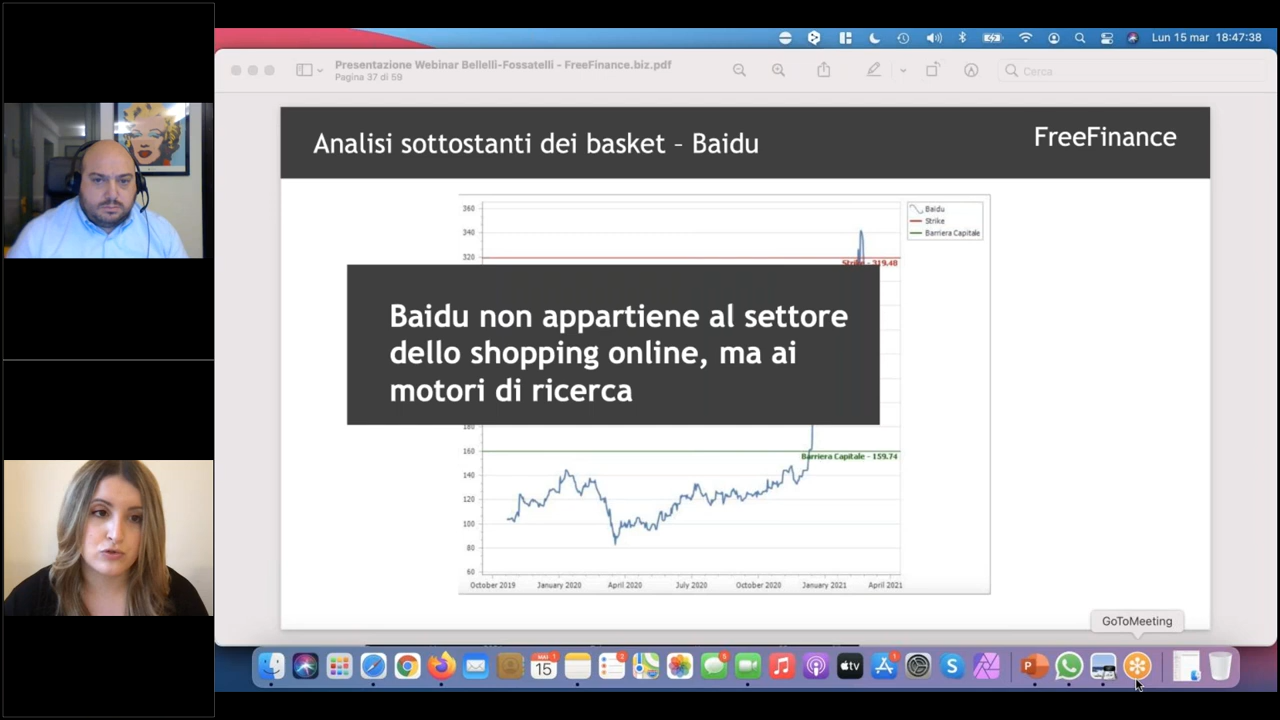 Lun 15 mar 18:47:38
Presentazione Webinar Bellelli-Fossatelli - FreeFinance.biz.pdf
Pagina 37 di 59
Cerca
Analisi sottostanti dei basket – Baidu
FreeFinance
360
340
320
Baidu
Strike
Barriera Capitale
Strike - 319.48
Baidu non appartiene al settore
dello shopping online, ma ai
motori di ricerca
180
160
140
120
100
80
60
Barriera Capitale - 159.74
October 2019 January 2020 April 2020 July 2020 October 2020 January 2021 April 2021
GoToMeeting
15
tv